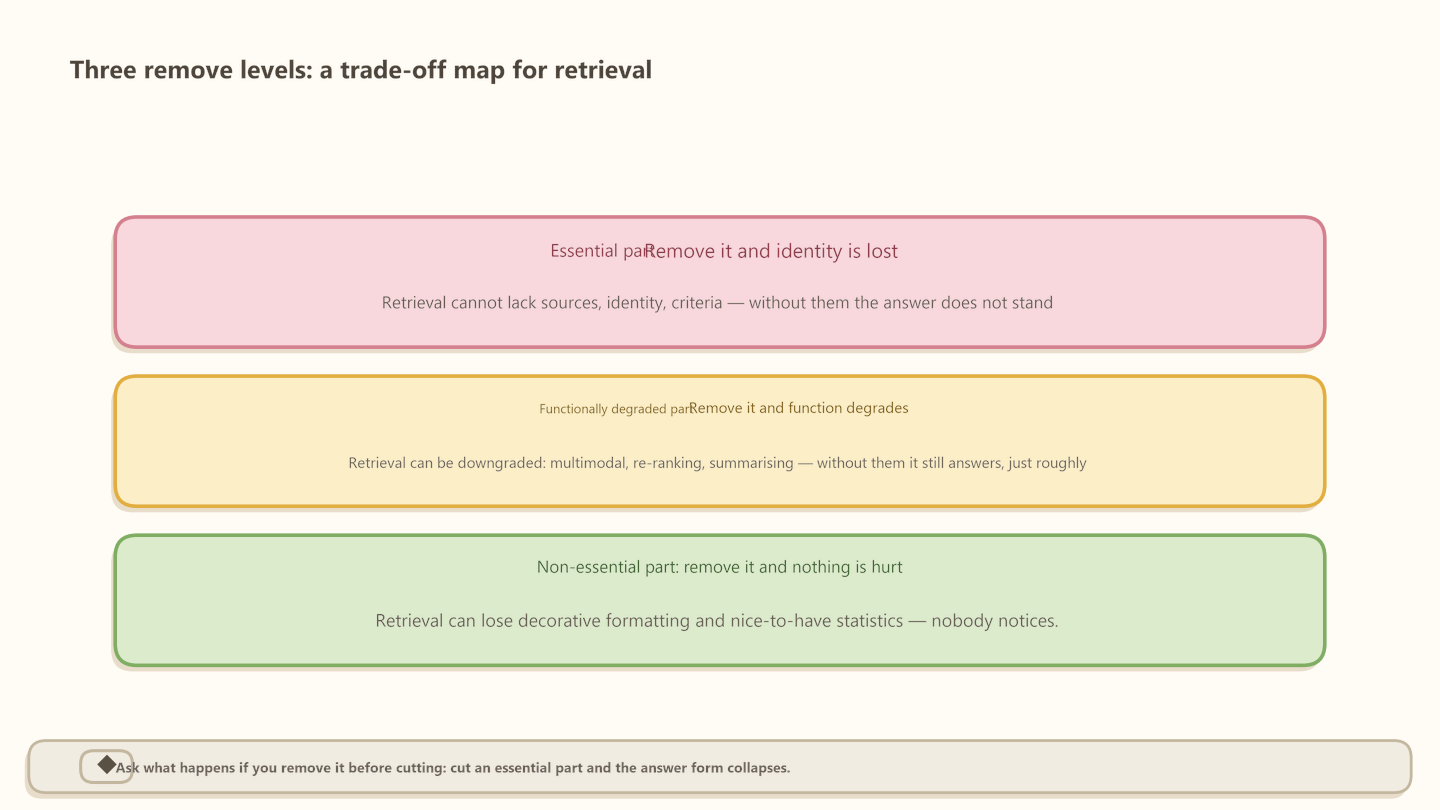 Three remove levels: a trade-off map for retrieval
Essential part Remove it and identity is lost
Retrieval cannot lack sources, identity, criteria — without them the answer does not stand
Functionally degraded part Remove it and function degrades
Retrieval can be downgraded: multimodal, re-ranking, summarising — without them it still answers, just roughly
Non-essential part: remove it and nothing is hurt
Retrieval can lose decorative formatting and nice-to-have statistics — nobody notices.
◆ Ask what happens if you remove it before cutting: cut an essential part and the answer form collapses.